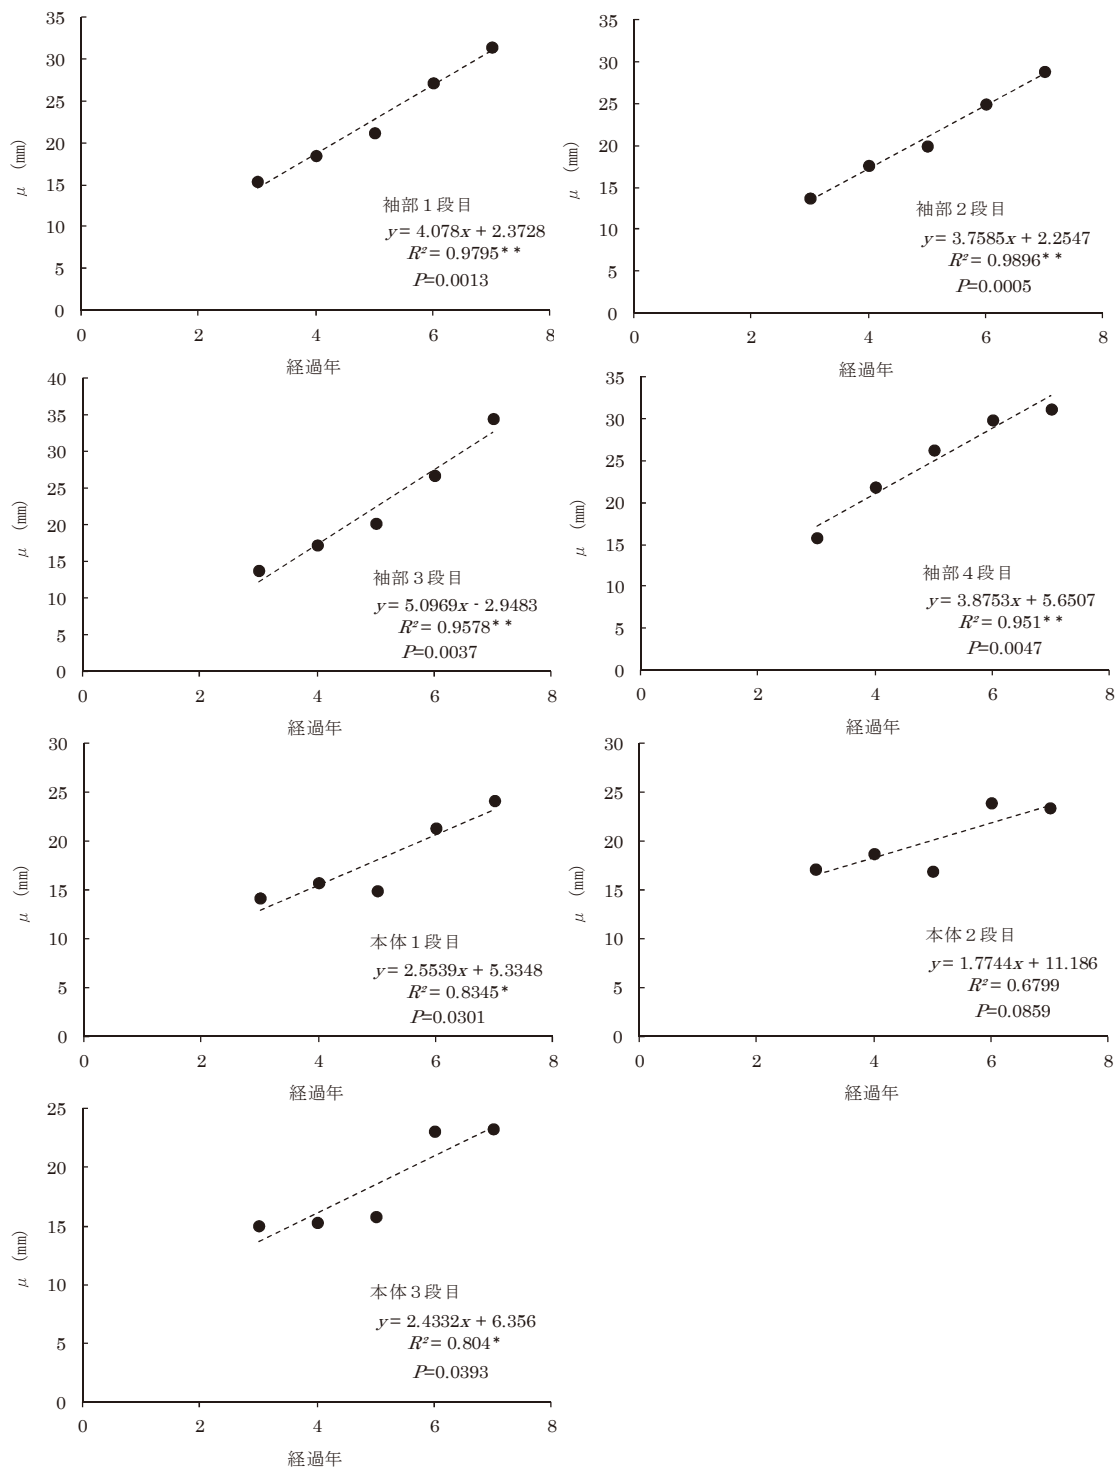 35
30
25
20
15
10
5
0
μ (mm)
袖部１段目
y = 4.078x + 2.3728
R² = 0.9795**
P=0.0013
0 2 4 6 8
経過年
35
30
25
20
15
10
5
0
μ (mm)
袖部２段目
y = 3.7585x + 2.2547
R² = 0.9896**
P=0.0005
0 2 4 6 8
経過年
40
35
30
25
20
15
10
5
0
μ (mm)
袖部３段目
y = 5.0969x - 2.9483
R² = 0.9578**
P=0.0037
0 2 4 6 8
経過年
35
30
25
20
15
10
5
0
μ (mm)
袖部４段目
y = 3.8753x + 5.6507
R² = 0.951**
P=0.0047
0 2 4 6 8
経過年
30
25
20
15
10
5
0
μ (mm)
本体１段目
y = 2.5539x + 5.3348
R² = 0.8345*
P=0.0301
0 2 4 6 8
経過年
30
25
20
15
10
5
0
μ (mm)
本体２段目
y = 1.7744x + 11.186
R² = 0.6799
P=0.0859
0 2 4 6 8
経過年
25
20
15
10
5
0
μ (mm)
本体３段目
y = 2.4332x + 6.356
R² = 0.804*
P=0.0393
0 2 4 6 8
経過年